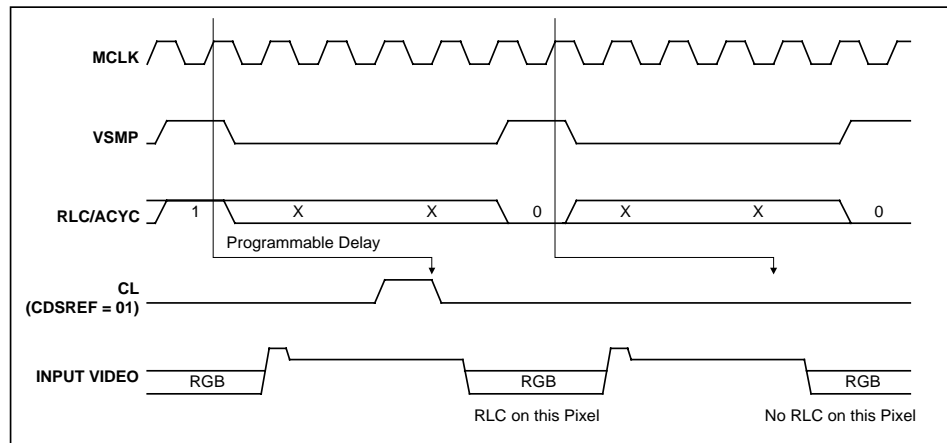 MCLK
VSMP
RLC/ACYC
1 X X 0 X X 0
Programmable Delay
CL
(CDSREF = 01)
INPUT VIDEO
RGB RGB RGB
RLC on this Pixel No RLC on this Pixel